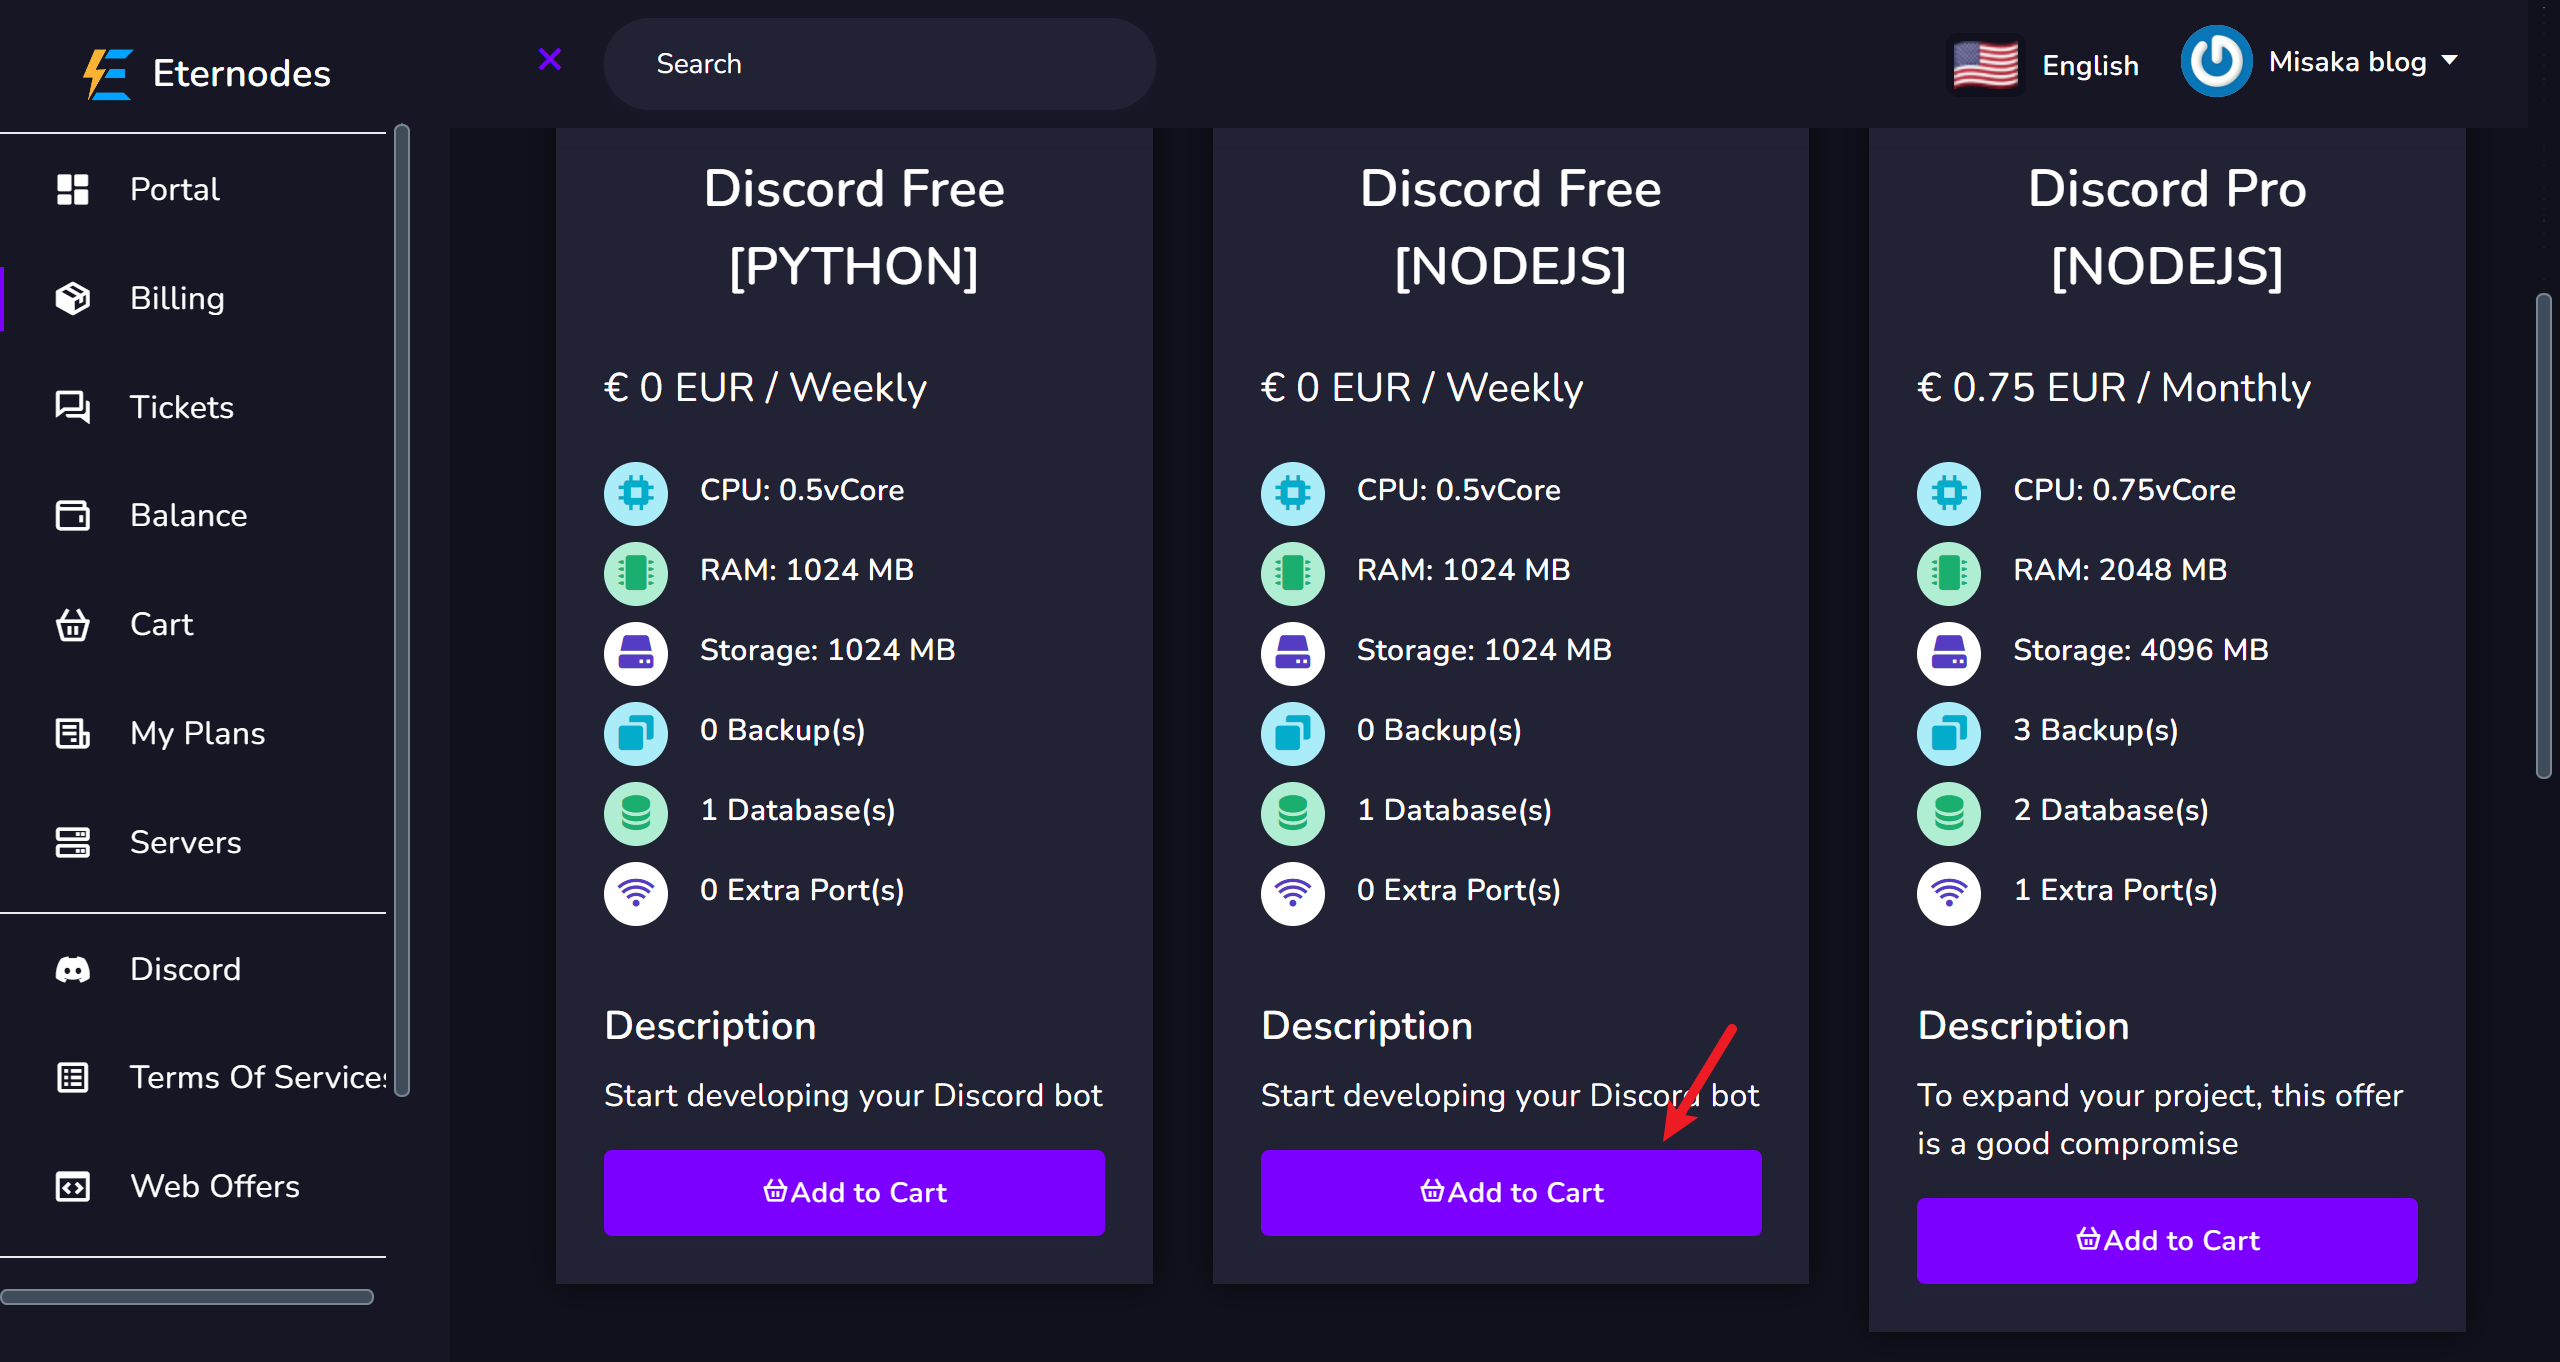 Eternodes
Search
English
Misaka blog
Portal
Billing
Tickets
Balance
Cart
My Plans
Servers
Discord
Terms Of Services
Web Offers
Discord Free
[PYTHON]
€ 0 EUR / Weekly
CPU: 0.5vCore
RAM: 1024 MB
Storage: 1024 MB
0 Backup(s)
1 Database(s)
0 Extra Port(s)
Description
Start developing your Discord bot
Add to Cart
Discord Free
[NODEJS]
€ 0 EUR / Weekly
CPU: 0.5vCore
RAM: 1024 MB
Storage: 1024 MB
0 Backup(s)
1 Database(s)
0 Extra Port(s)
Description
Start developing your Discord bot
Add to Cart
Discord Pro
[NODEJS]
€ 0.75 EUR / Monthly
CPU: 0.75vCore
RAM: 2048 MB
Storage: 4096 MB
3 Backup(s)
2 Database(s)
1 Extra Port(s)
Description
To expand your project, this offer
is a good compromise
Add to Cart